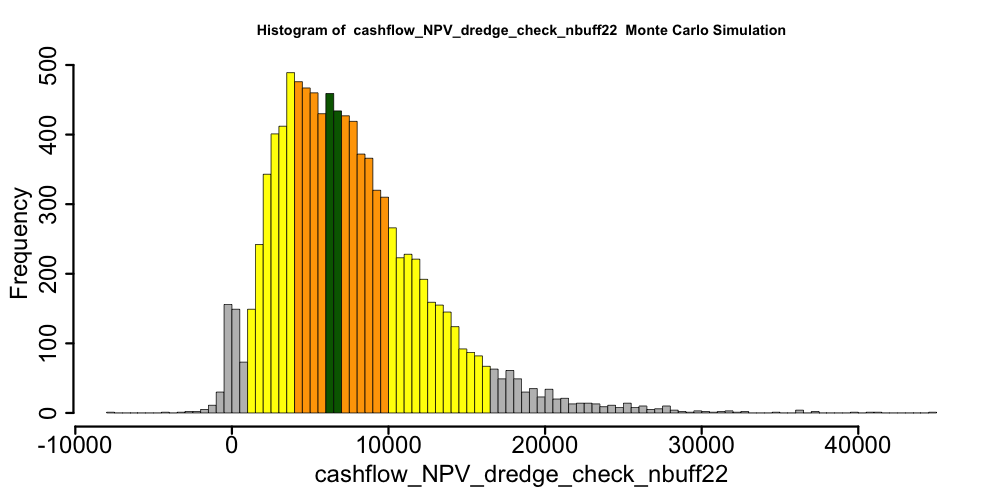 Histogram of cashflow_NPV_dredge_check_nbuff22 Monte Carlo Simulation
Frequency
500
400
300
200
100
0
-10000 0 10000 20000 30000 40000
cashflow_NPV_dredge_check_nbuff22